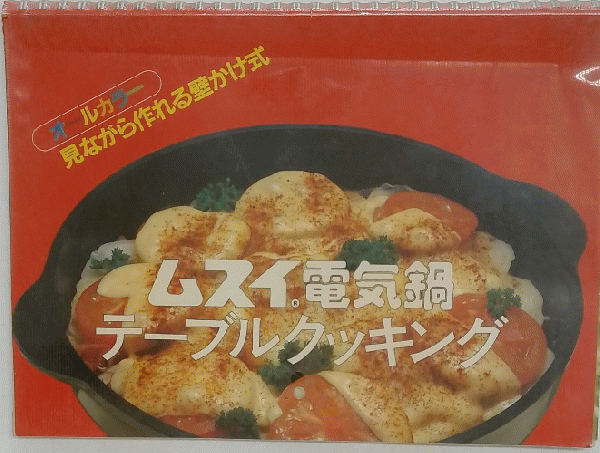 オールカラー
見ながら作れる壁かけ式
ムスイ®電気鍋
テーブルクッキング